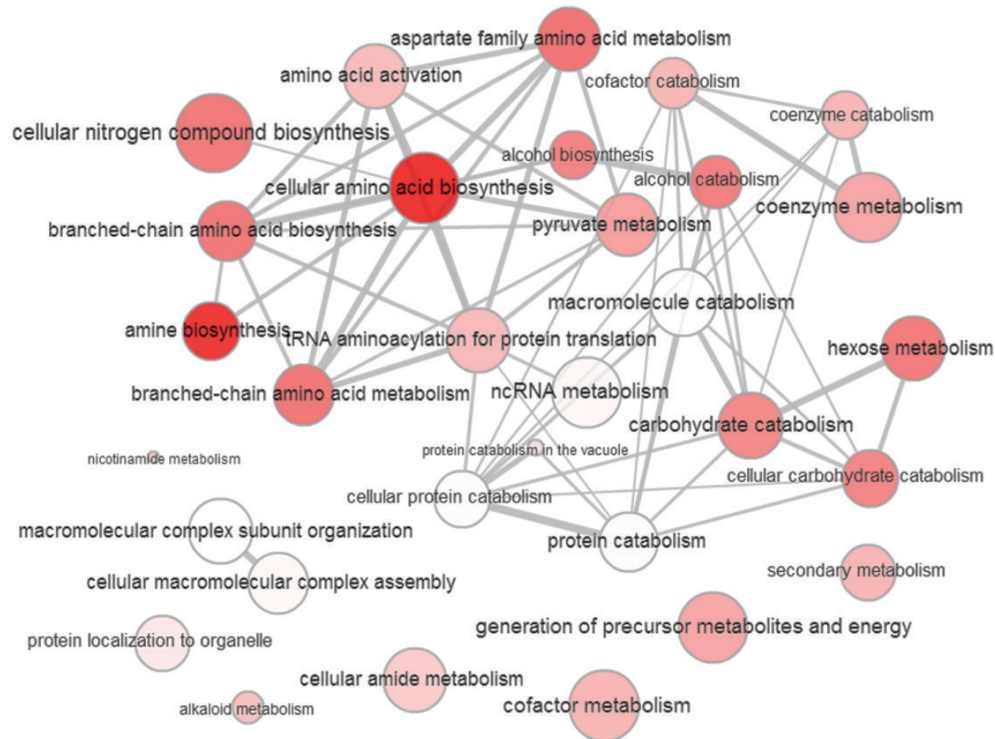 aspartate family amino acid metabolism
amino acid activation
cofactor catabolism
coenzyme catabolism
cellular nitrogen compound biosynthesis
alcohol biosynthesis
alcohol catabolism
cellular amino acid biosynthesis
coenzyme metabolism
branched-chain amino acid biosynthesis
pyruvate metabolism
macromolecule catabolism
amine biosynthesis
tRNA aminoacylation for protein translation
hexose metabolism
branched-chain amino acid metabolism
ncRNA metabolism
carbohydrate catabolism
protein catabolism in the vacuole
nicotinamide metabolism
cellular carbohydrate catabolism
cellular protein catabolism
macromolecular complex subunit organization
protein catabolism
secondary metabolism
cellular macromolecular complex assembly
generation of precursor metabolites and energy
protein localization to organelle
cellular amide metabolism
cofactor metabolism
alkaloid metabolism